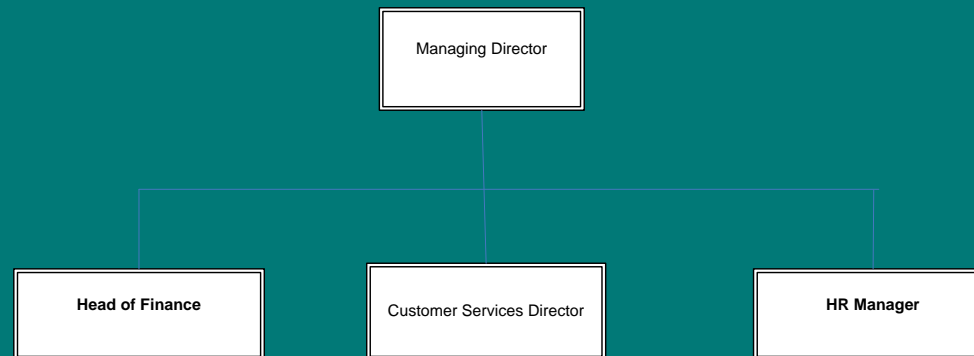 Managing Director
Head of Finance
Customer Services Director
HR Manager